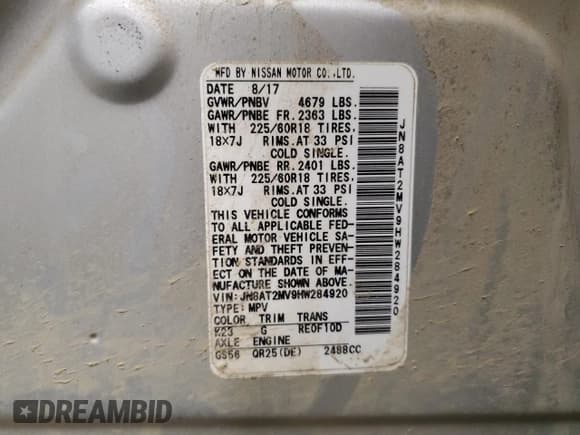 MFD BY NISSAN MOTOR CO.,LTD.
DATE 8/17
GVWR/PNBV 4679 LBS.
GAWR/PNBE FR. 2363 LBS.
WITH 225/60R18 TIRES,
18×7J RIMS, AT 33 PSI
COLD SINGLE.
GAWR/PNBE RR. 2401 LBS.
WITH 225/60R18 TIRES,
18×7J RIMS, AT 33 PSI
COLD SINGLE.
THIS VEHICLE CONFORMS
TO ALL APPLICABLE FED-
ERAL MOTOR VEHICLE SA-
FETY AND THEFT PREVEN-
TION STANDARDS IN EFF-
ECT ON THE DATE OF MA-
NUFACTURE SHOWN ABOVE.
VIN:JN8AT2MV9HW284920
TYPE:MPV
COLOR TRIM TRANS
K23 G RE0F10D
AXLE ENGINE
GS56 QR25(DE) 2488CC
JN8AT2MV9HW284920
DREAMBID